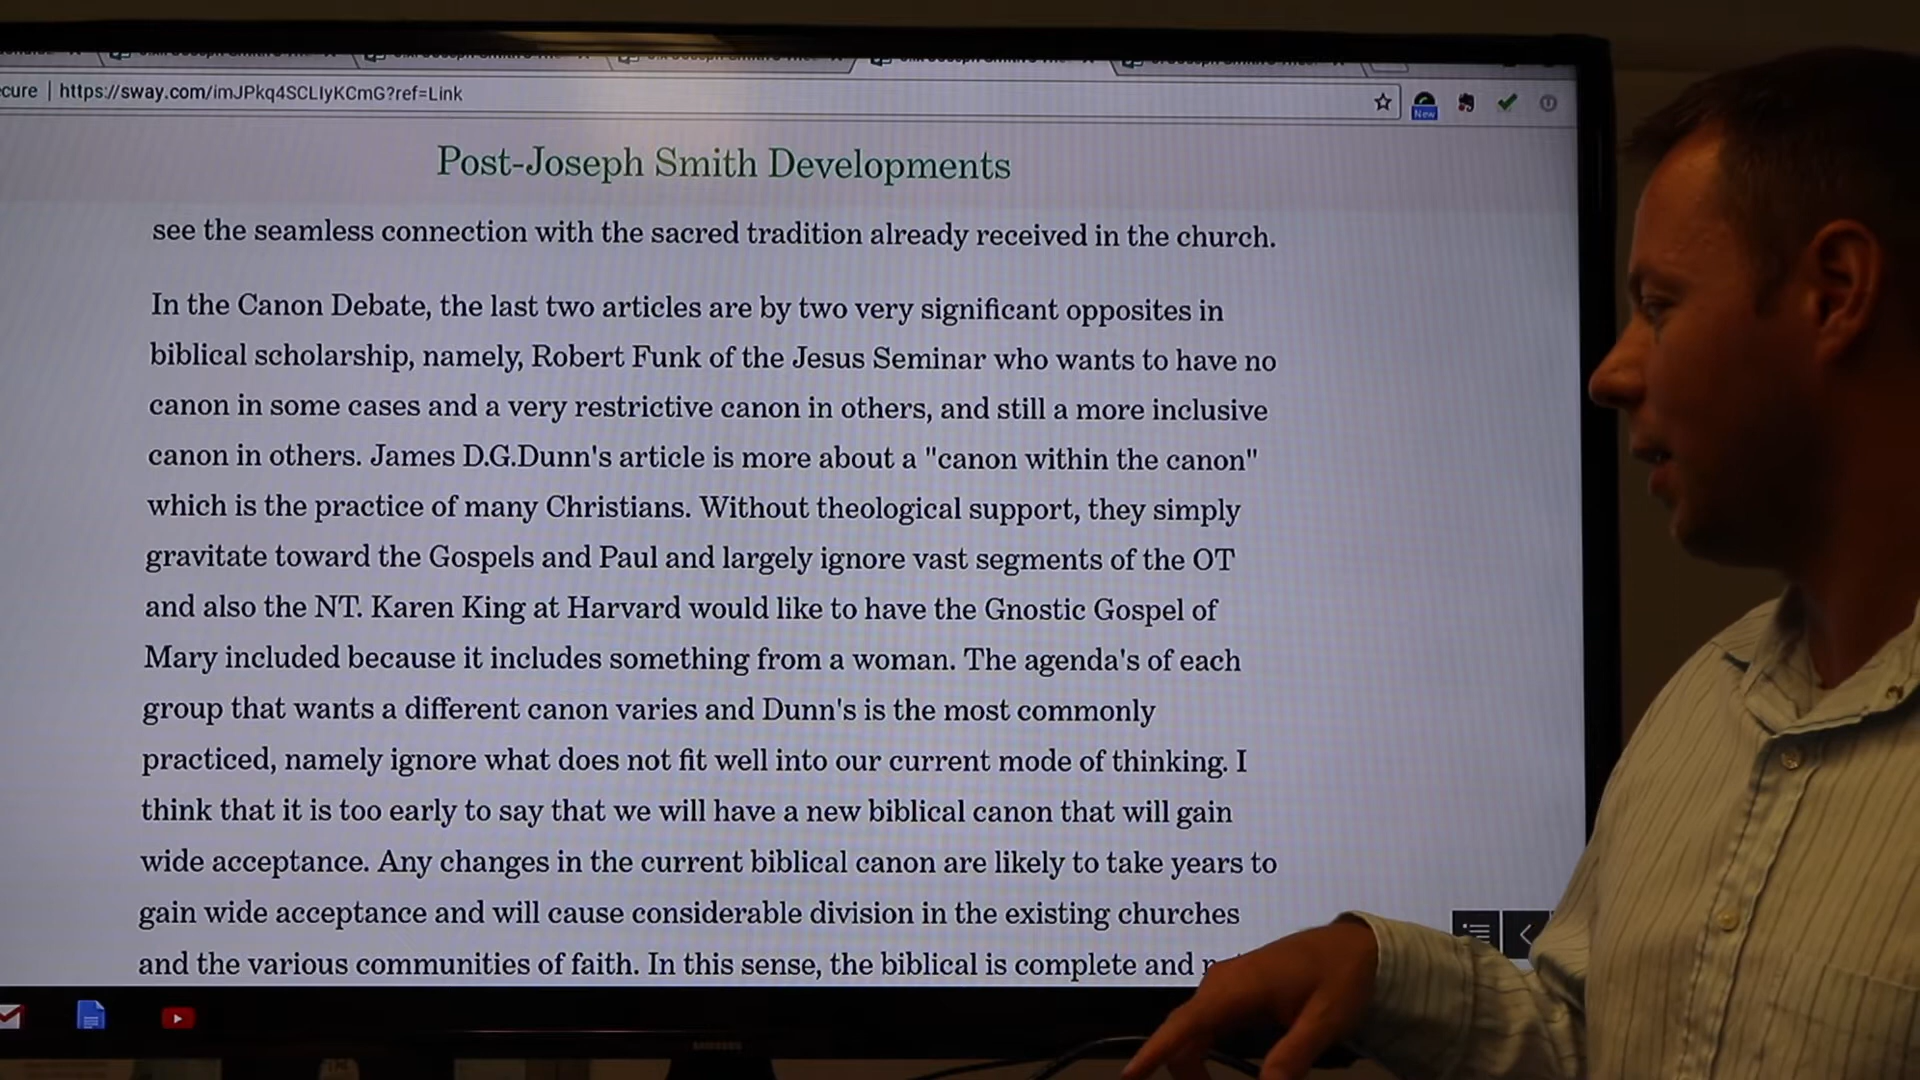 cure | https://sway.com/imJPkq4SCLIyKCmG?ref=Link
New
Post-Joseph Smith Developments
see the seamless connection with the sacred tradition already received in the church.
In the Canon Debate, the last two articles are by two very significant opposites in
biblical scholarship, namely, Robert Funk of the Jesus Seminar who wants to have no
canon in some cases and a very restrictive canon in others, and still a more inclusive
canon in others. James D.G.Dunn's article is more about a "canon within the canon"
which is the practice of many Christians. Without theological support, they simply
gravitate toward the Gospels and Paul and largely ignore vast segments of the OT
and also the NT. Karen King at Harvard would like to have the Gnostic Gospel of
Mary included because it includes something from a woman. The agenda's of each
group that wants a different canon varies and Dunn's is the most commonly
practiced, namely ignore what does not fit well into our current mode of thinking. I
think that it is too early to say that we will have a new biblical canon that will gain
wide acceptance. Any changes in the current biblical canon are likely to take years to
gain wide acceptance and will cause considerable division in the existing churches
and the various communities of faith. In this sense, the biblical is complete and
SAMSUNG